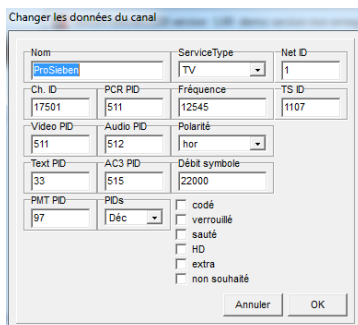 Changer les données du canal
Nom ServiceType Net ID
ProSieben TV 1
Ch. ID PCR PID Fréquence TS ID
17501 511 12545 1107
Video PID Audio PID Polarité
511 512 hor
Text PID AC3 PID Débit symbole
33 515 22000
PMT PID PIDs
97 Déc
codé
verrouillé
sauté
HD
extra
non souhaité
Annuler OK